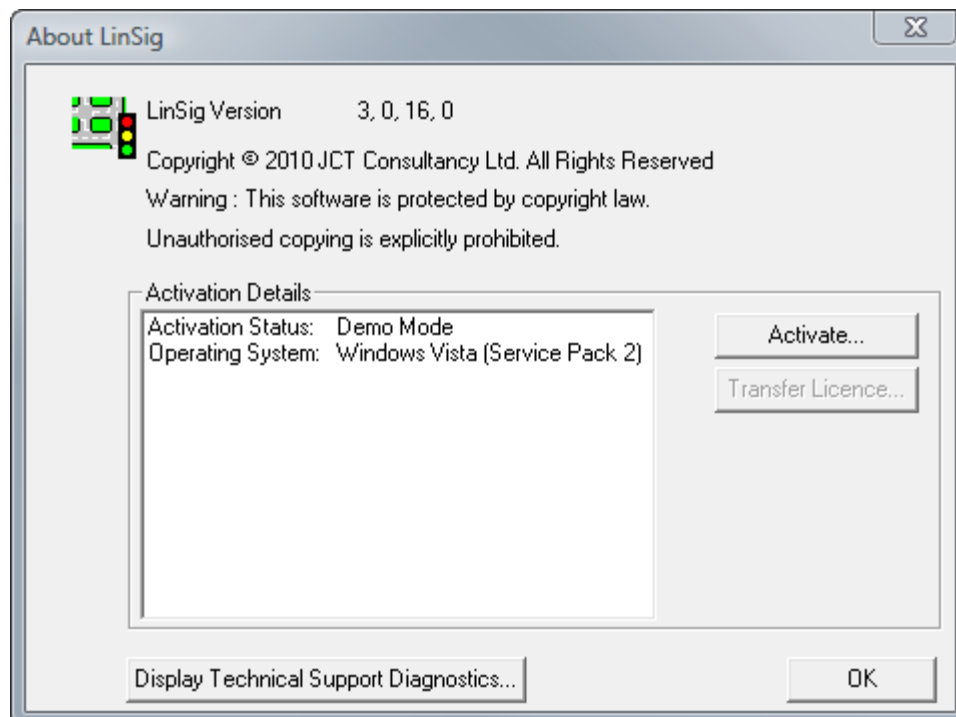 About LinSig
LinSig Version 3, 0, 16, 0
Copyright © 2010 JCT Consultancy Ltd. All Rights Reserved
Warning : This software is protected by copyright law.
Unauthorised copying is explicitly prohibited.
Activation Details
Activation Status: Demo Mode
Operating System: Windows Vista (Service Pack 2)
Activate...
Transfer Licence...
Display Technical Support Diagnostics...
OK